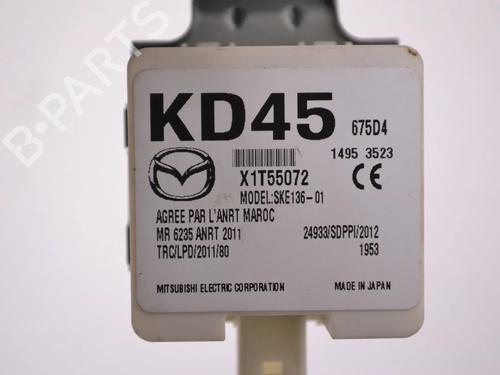 B-PARTS
KD45 675D4
1495 3523
X1T55072
MODEL:SKE136-01
AGREE PAR L'ANRT MAROC
MR 6235 ANRT 2011 24933/SDPPI/2012
TRC/LPD/2011/80 1953
MITSUBISHI ELECTRIC CORPORATION MADE IN JAPAN
CE